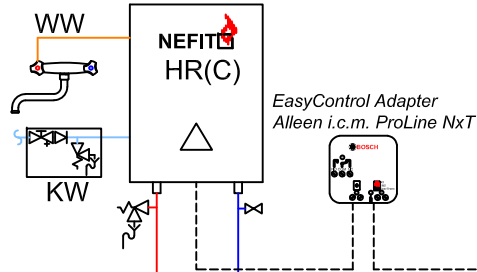 WW
NEFIT
HR(C)
EasyControl Adapter
Alleen i.c.m. ProLine NxT
BOSCH
KW